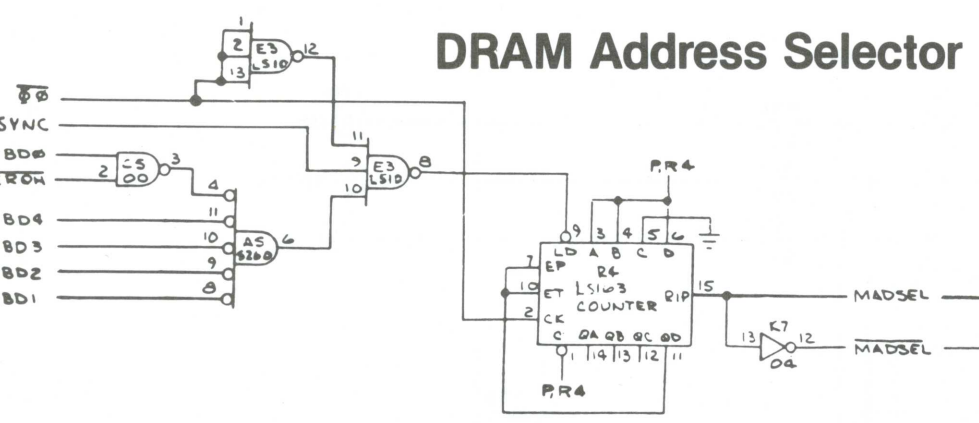 DRAM Address Selector
1
2
13
E3
LS10
12
φ̅0̅
SYNC
BDØ
2
C5
00
3
BD4
BD3
BD2
BD1
4
11
10
9
8
A5
S260
6
11
9
10
E3
LS10
8
P,R4
9 3 4 5 6
LD A B C D
7 EP
R4
10 ET LS163 RIP 15
COUNTER
2 CK
C QA QB QC QD
1 14 13 12 11
P,R4
MADSEL
13 K7 12
04
MADSEL